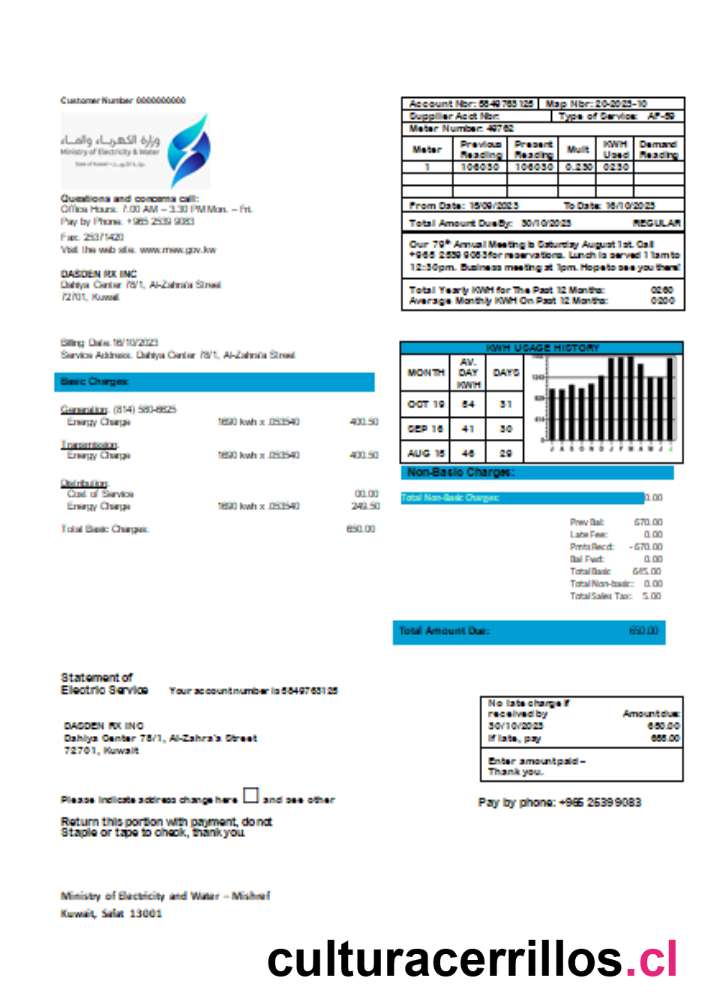 Customer Number 0000000000
وزارة الكهرباء والماء
Ministry of Electricity & Water
Questions and concerns call:
Office Hours: 7.00 AM – 3.30 PM Mon. – Fri.
Pay by Phone: +965 2539 9083
Fax: 25371420
Visit the web site: www.mew.gov.kw
DASDEN RX INC
Dahiya Center 78/1, Al-Zahra'a Street
72701, Kuwait
Billing Date:16/10/2023
Service Address: Dahiya Center 78/1, Al-Zahra'a Street
Basic Charges:
Generation: (814) 580-6625
Energy Charge 1690 kwh x .053540 400.50
Transmission:
Energy Charge 1690 kwh x .053540 400.50
Distribution:
Cost of Service 00.00
Energy Charge 1690 kwh x .053540 249.50
Total Basic Charges: 650.00
Account Nbr: 5849763125 Map Nbr: 20-2023-10
Supplier Acct Nbr: Type of Service: AF-59
Meter Number: 49762
Meter Previous Reading Present Reading Mult KWH Used Demand Reading
1 106030 106030 0.230 0230
From Date: 15/09/2023 To Date: 16/10/2023
Total Amount Due By: 30/10/2023 REGULAR
Our 79th Annual Meeting is Saturday August 1st. Call
+965 2539 9083 for reservations. Lunch is served 11am to
12:30pm. Business meeting at 1pm. Hope to see you there!
Total Yearly KWH for The Past 12 Months: 0260
Average Monthly KWH On Past 12 Months: 0200
KWH USAGE HISTORY
MONTH AV. DAY KWH DAYS
OCT 19 54 31
SEP 16 41 30
AUG 15 46 29
J A S O N D J F M A M J J
Non-Basic Charges:
Total Non-Basic Charges: 0.00
Prev Bal: 670.00
Late Fee: 0.00
Pmts Recd: -670.00
Bal Fwd: 0.00
Total Basic 645.00
Total Non-basic: 0.00
Total Sales Tax: 5.00
Total Amount Due: 650.00
Statement of
Electric Service Your account number is 5849763125
DASDEN RX INC
Dahiya Center 78/1, Al-Zahra'a Street
72701, Kuwait
No late charge if
received by Amount due:
30/10/2023 650.00
If late, pay 655.00
Enter amount paid –
Thank you.
Please indicate address change here and see other
Pay by phone: +965 2539 9083
Return this portion with payment, do not
Staple or tape to check, thank you.
Ministry of Electricity and Water – Mishref
Kuwait, Safat 13001
culturacerrillos.cl